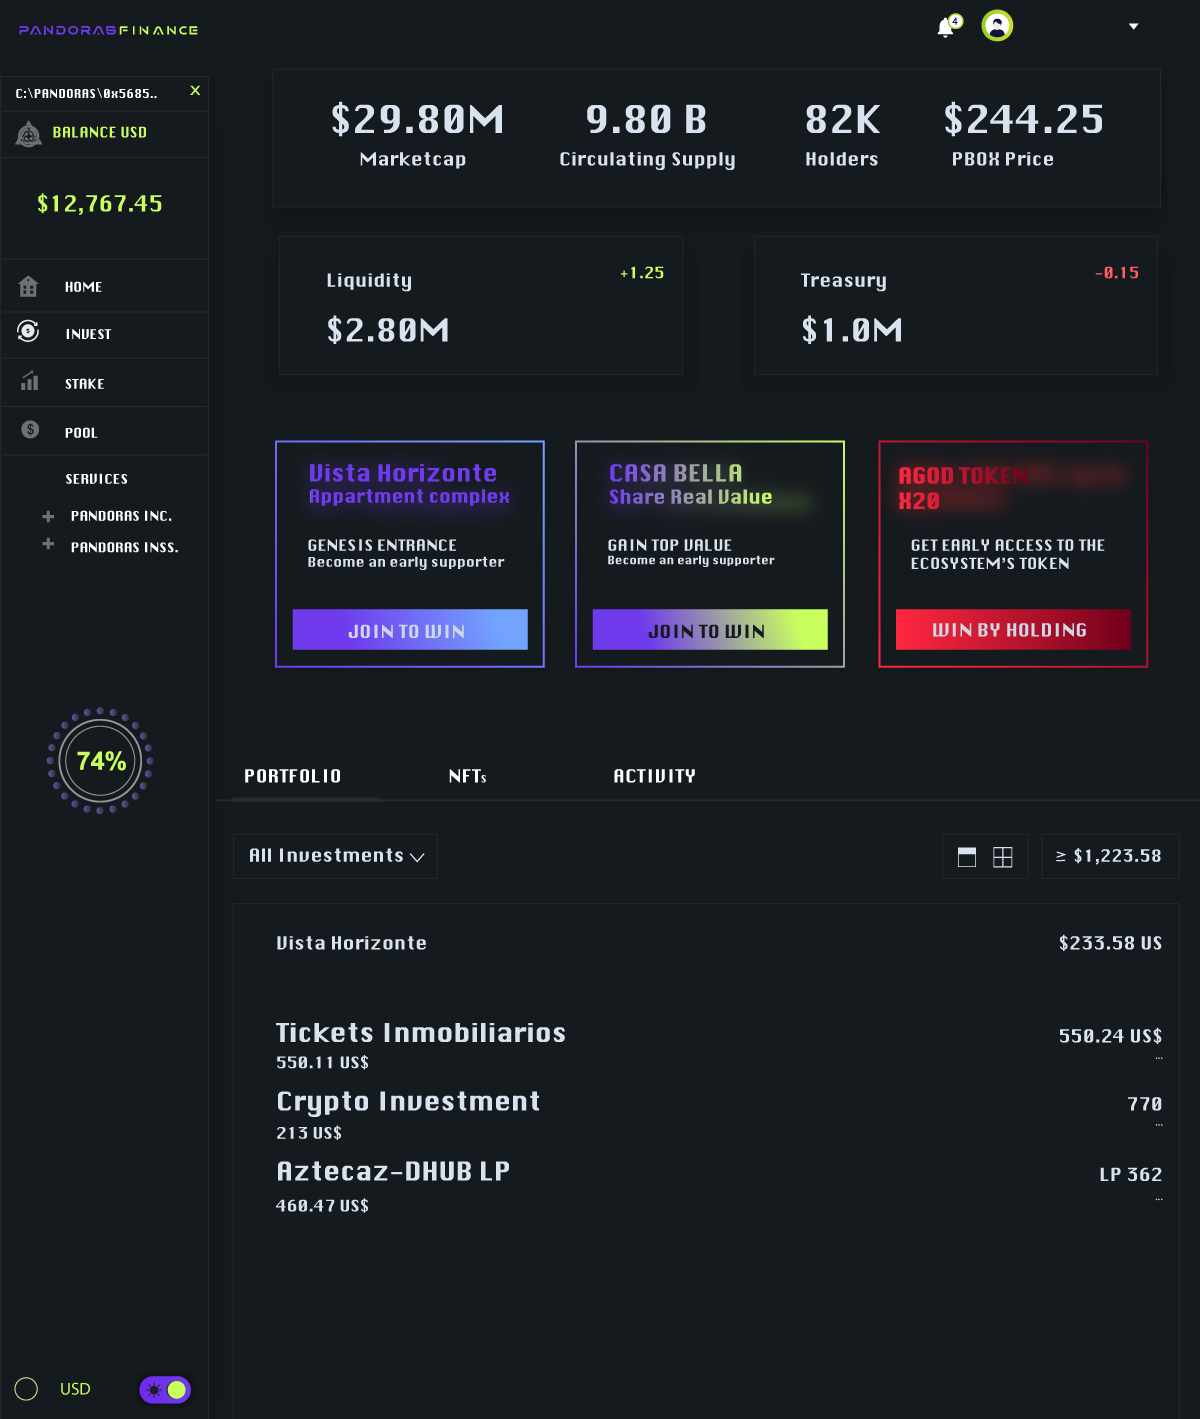 PANDORASFINANCE
4
C:\PANDORAS\0x5685..
X
BALANCE USD
$12,767.45
HOME
INVEST
STAKE
POOL
SERVICES
PANDORAS INC.
PANDORAS INSS.
74%
USD
$29.80M
Marketcap
9.80 B
Circulating Supply
82K
Holders
$244.25
PBOX Price
Liquidity
+1.25
$2.80M
Treasury
-0.15
$1.0M
Vista Horizonte
Appartment complex
GENESIS ENTRANCE
Become an early supporter
JOIN TO WIN
CASA BELLA
Share Real Value
GAIN TOP VALUE
Become an early supporter
JOIN TO WIN
AGOD TOKEN
X20
GET EARLY ACCESS TO THE
ECOSYSTEM'S TOKEN
WIN BY HOLDING
PORTFOLIO
NFTs
ACTIVITY
All Investments
≥ $1,223.58
Vista Horizonte
$233.58 US
Tickets Inmobiliarios
550.24 US$
550.11 US$
...
Crypto Investment
770
213 US$
...
Aztecaz-DHUB LP
LP 362
460.47 US$
...